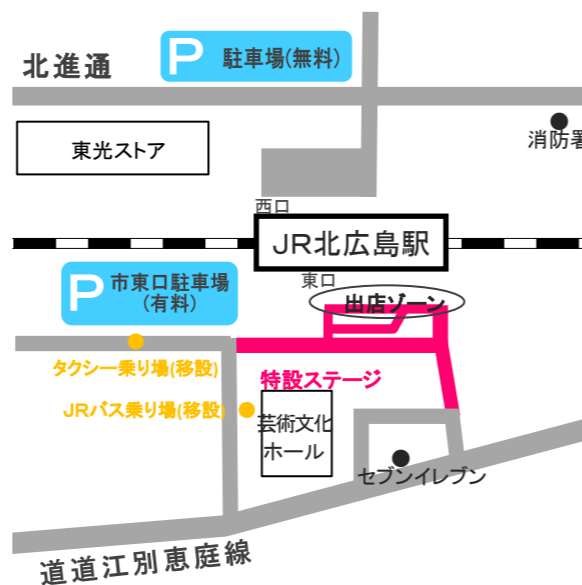 P 駐車場(無料)
北進通
東光ストア
消防署
西口
JR北広島駅
東口
P 市東口駐車場
(有料)
出店ゾーン
タクシー乗り場(移設)
特設ステージ
JRバス乗り場(移設)
芸術文化
ホール
セブンイレブン
道道江別恵庭線